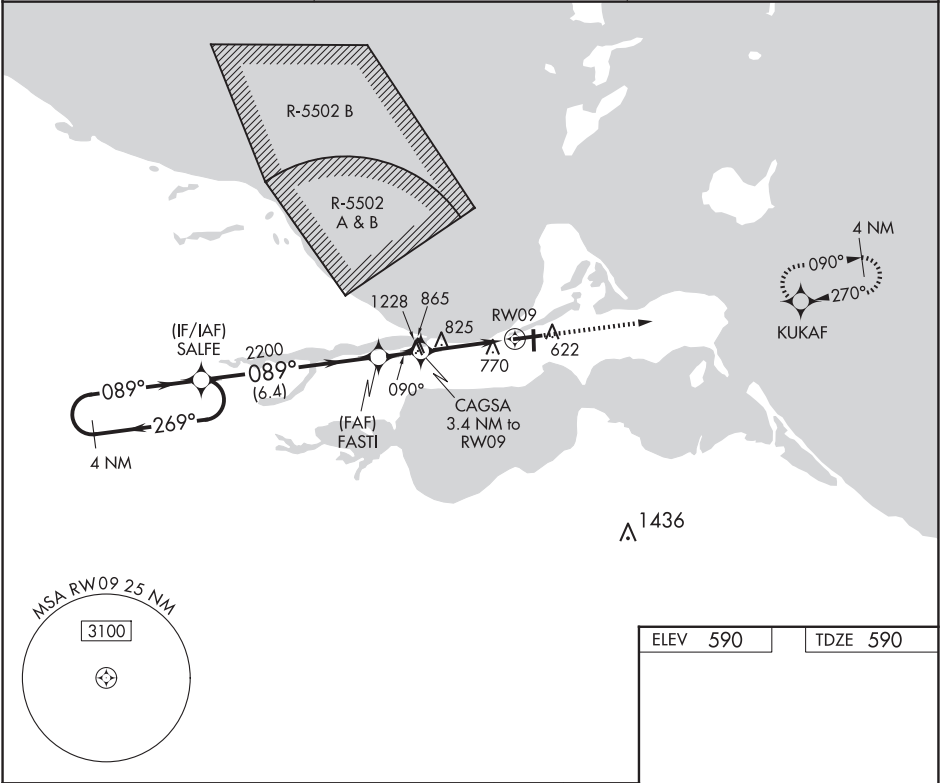 R-5502 B
R-5502
A & B
4 NM
090°
270°
KUKAF
1228
865
825
RW09
(IF/IAF)
SALFE
2200
089°
(6.4)
089°
090°
770
622
269°
4 NM
(FAF)
FASTI
CAGSA
3.4 NM to
RW09
1436
MSA RW09 25 NM
3100
ELEV 590
TDZE 590